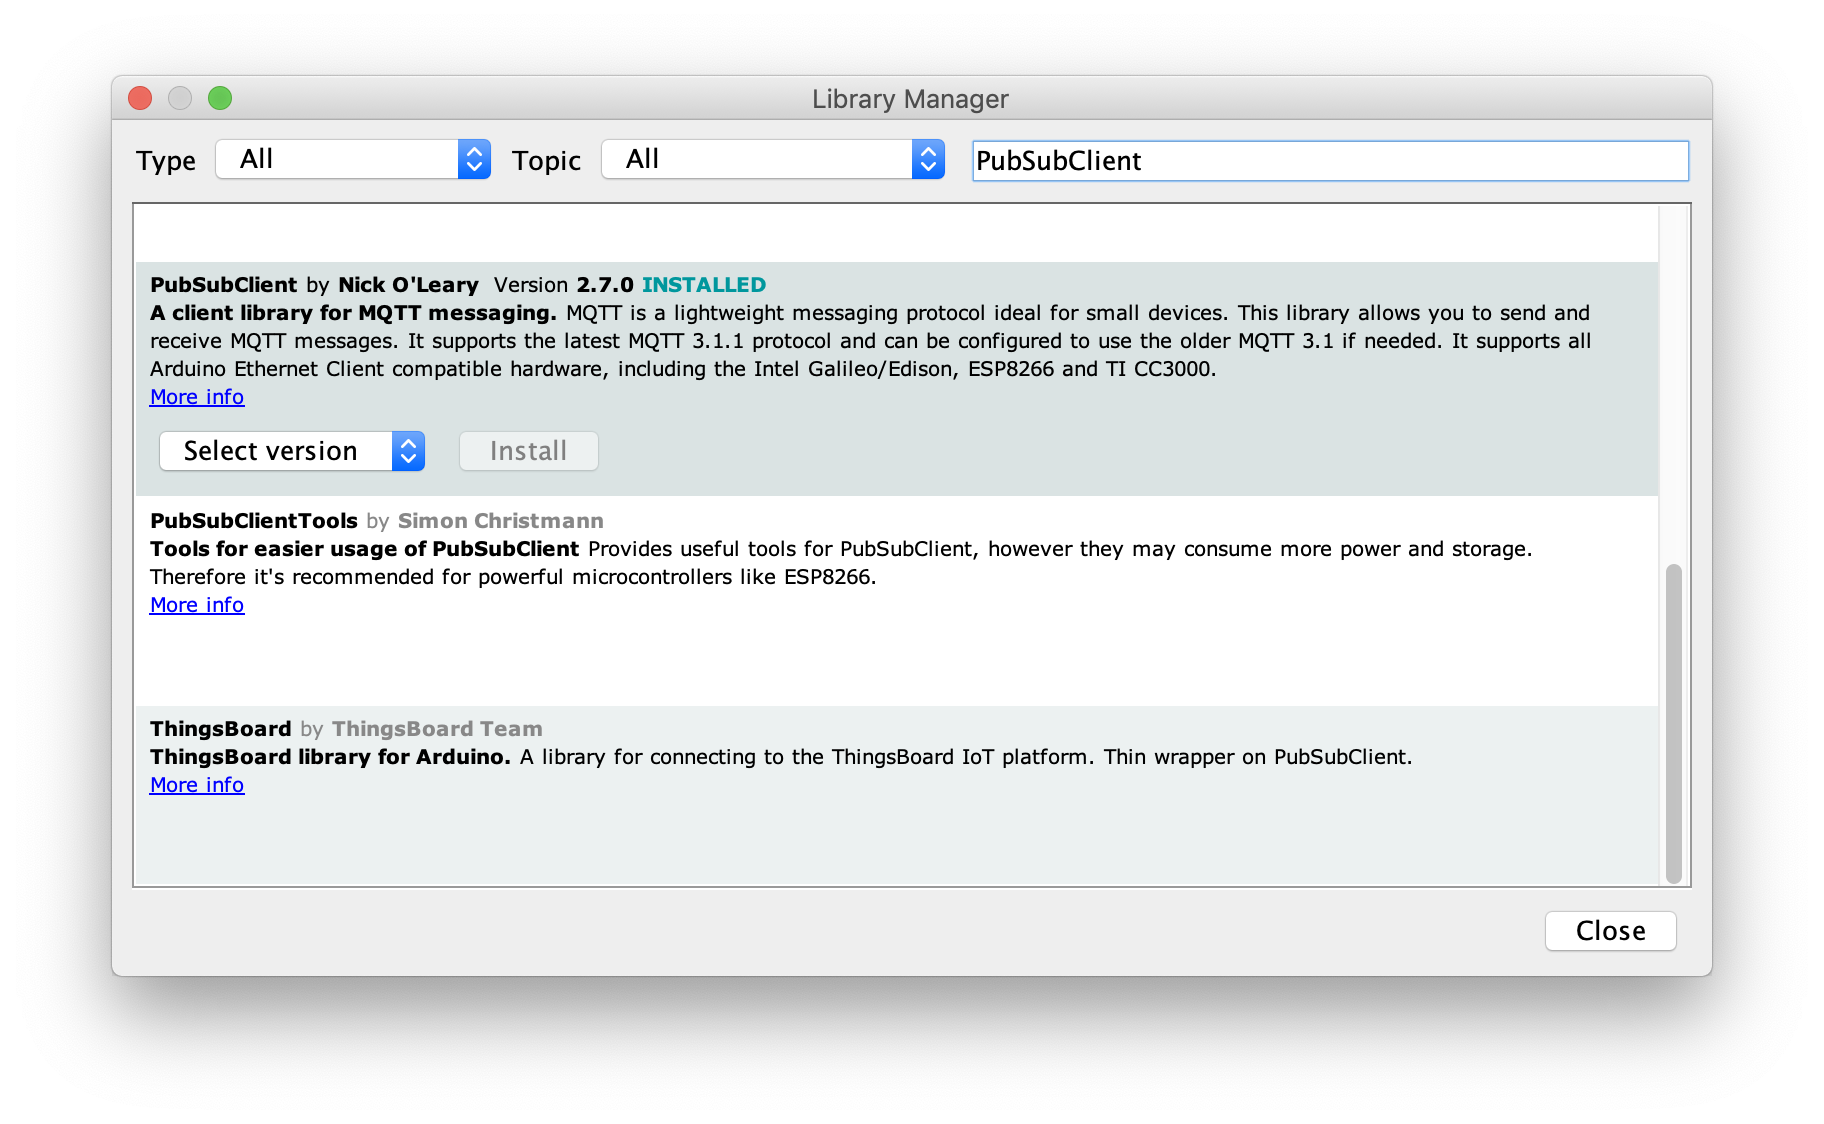 Library Manager
Type All Topic All PubSubClient
PubSubClient by Nick O'Leary Version 2.7.0 INSTALLED
A client library for MQTT messaging. MQTT is a lightweight messaging protocol ideal for small devices. This library allows you to send and
receive MQTT messages. It supports the latest MQTT 3.1.1 protocol and can be configured to use the older MQTT 3.1 if needed. It supports all
Arduino Ethernet Client compatible hardware, including the Intel Galileo/Edison, ESP8266 and TI CC3000.
More info
Select version Install
PubSubClientTools by Simon Christmann
Tools for easier usage of PubSubClient Provides useful tools for PubSubClient, however they may consume more power and storage.
Therefore it's recommended for powerful microcontrollers like ESP8266.
More info
ThingsBoard by ThingsBoard Team
ThingsBoard library for Arduino. A library for connecting to the ThingsBoard IoT platform. Thin wrapper on PubSubClient.
More info
Close